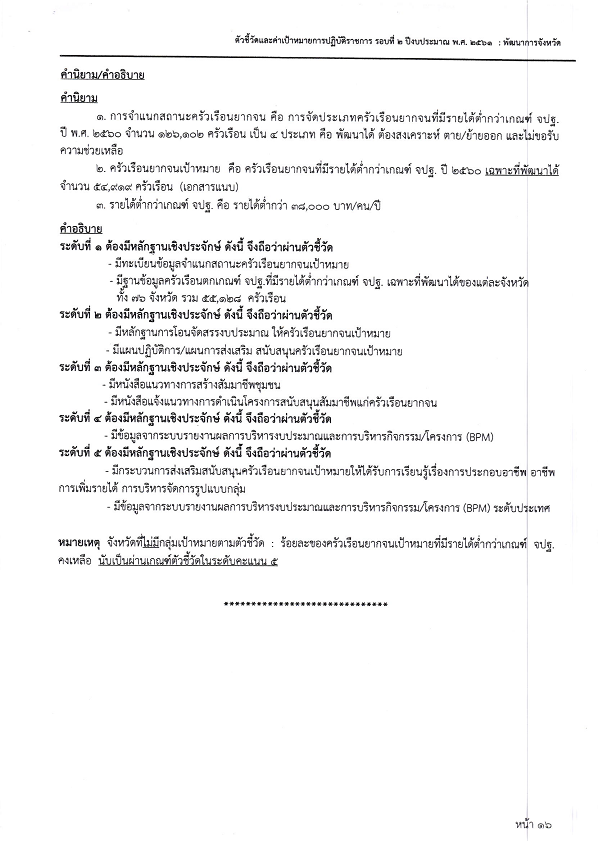 ตัวชี้วัดและค่าเป้าหมายการปฏิบัติราชการ รอบที่ ๒ ปีงบประมาณ พ.ศ. ๒๕๖๑ : พัฒนาการจังหวัด
คำนิยาม/คำอธิบาย
คำนิยาม
๑. การจำแนกสถานะครัวเรือนยากจน คือ การจัดประเภทครัวเรือนยากจนที่มีรายได้ต่ำกว่าเกณฑ์ จปฐ.
ปี พ.ศ. ๒๕๖๐ จำนวน ๑๒๖,๑๐๒ ครัวเรือน เป็น ๔ ประเภท คือ พัฒนาได้ ต้องสงเคราะห์ ตาย/ย้ายออก และไม่ขอรับ
ความช่วยเหลือ
๒. ครัวเรือนยากจนเป้าหมาย คือ ครัวเรือนยากจนที่มีรายได้ต่ำกว่าเกณฑ์ จปฐ. ปี ๒๕๖๐ เฉพาะที่พัฒนาได้
จำนวน ๕๔,๙๑๙ ครัวเรือน (เอกสารแนบ)
๓. รายได้ต่ำกว่าเกณฑ์ จปฐ. คือ รายได้ต่ำกว่า ๓๘,๐๐๐ บาท/คน/ปี
คำอธิบาย
ระดับที่ ๑ ต้องมีหลักฐานเชิงประจักษ์ ดังนี้ จึงถือว่าผ่านตัวชี้วัด
- มีทะเบียนข้อมูลจำแนกสถานะครัวเรือนยากจนเป้าหมาย
- มีฐานข้อมูลครัวเรือนตกเกณฑ์ จปฐ.ที่มีรายได้ต่ำกว่าเกณฑ์ จปฐ. เฉพาะที่พัฒนาได้ของแต่ละจังหวัด
ทั้ง ๗๖ จังหวัด รวม ๕๕,๑๒๘ ครัวเรือน
ระดับที่ ๒ ต้องมีหลักฐานเชิงประจักษ์ ดังนี้ จึงถือว่าผ่านตัวชี้วัด
- มีหลักฐานการโอนจัดสรรงบประมาณ ให้ครัวเรือนยากจนเป้าหมาย
- มีแผนปฏิบัติการ/แผนการส่งเสริม สนับสนุนครัวเรือนยากจนเป้าหมาย
ระดับที่ ๓ ต้องมีหลักฐานเชิงประจักษ์ ดังนี้ จึงถือว่าผ่านตัวชี้วัด
- มีหนังสือแนวทางการสร้างสัมมาชีพชุมชน
- มีหนังสือแจ้งแนวทางการดำเนินโครงการสนับสนุนสัมมาชีพแก่ครัวเรือนยากจน
ระดับที่ ๔ ต้องมีหลักฐานเชิงประจักษ์ ดังนี้ จึงถือว่าผ่านตัวชี้วัด
- มีข้อมูลจากระบบรายงานผลการบริหารงบประมาณและการบริหารกิจกรรม/โครงการ (BPM)
ระดับที่ ๕ ต้องมีหลักฐานเชิงประจักษ์ ดังนี้ จึงถือว่าผ่านตัวชี้วัด
- มีกระบวนการส่งเสริมสนับสนุนครัวเรือนยากจนเป้าหมายให้ได้รับการเรียนรู้เรื่องการประกอบอาชีพ อาชีพ
การเพิ่มรายได้ การบริหารจัดการรูปแบบกลุ่ม
- มีข้อมูลจากระบบรายงานผลการบริหารงบประมาณและการบริหารกิจกรรม/โครงการ (BPM) ระดับประเทศ
หมายเหตุ จังหวัดที่ไม่มีกลุ่มเป้าหมายตามตัวชี้วัด : ร้อยละของครัวเรือนยากจนเป้าหมายที่มีรายได้ต่ำกว่าเกณฑ์ จปฐ.
คงเหลือ นับเป็นผ่านเกณฑ์ตัวชี้วัดในระดับคะแนน ๕
******************************
หน้า ๑๖